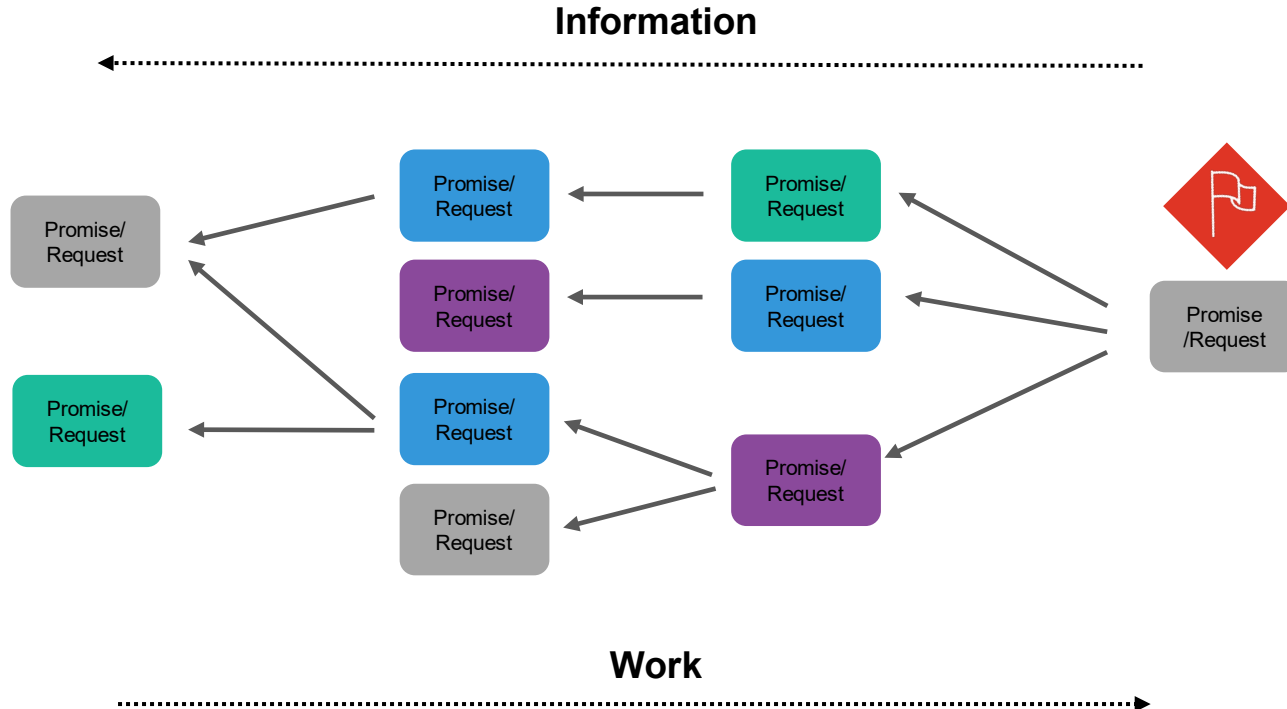 Information
Promise/
Request
Promise/
Request
Promise/
Request
Promise/
Request
Promise/
Request
Promise/
Request
Promise
/Request
Promise/
Request
Promise/
Request
Promise/
Request
Promise/
Request
Work